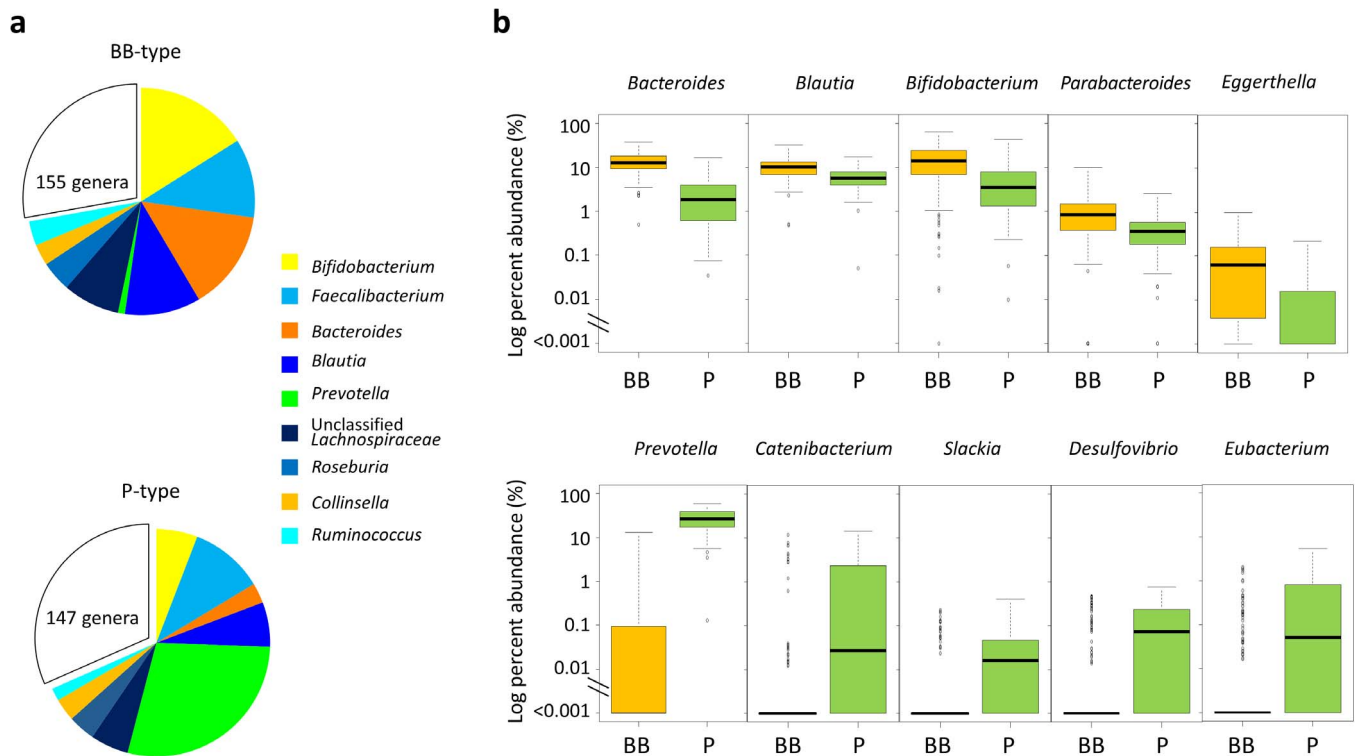 a
BB-type
155 genera
Bifidobacterium
Faecalibacterium
Bacteroides
Blautia
Prevotella
Unclassified
Lachnospiraceae
Roseburia
Collinsella
Ruminococcus
P-type
147 genera
b
Bacteroides Blautia Bifidobacterium Parabacteroides Eggerthella
Log percent abundance (%)
100
10
1
0.1
0.01
<0.001
BB P BB P BB P BB P BB P
Prevotella Catenibacterium Slackia Desulfovibrio Eubacterium
Log percent abundance (%)
100
10
1
0.1
0.01
<0.001
BB P BB P BB P BB P BB P